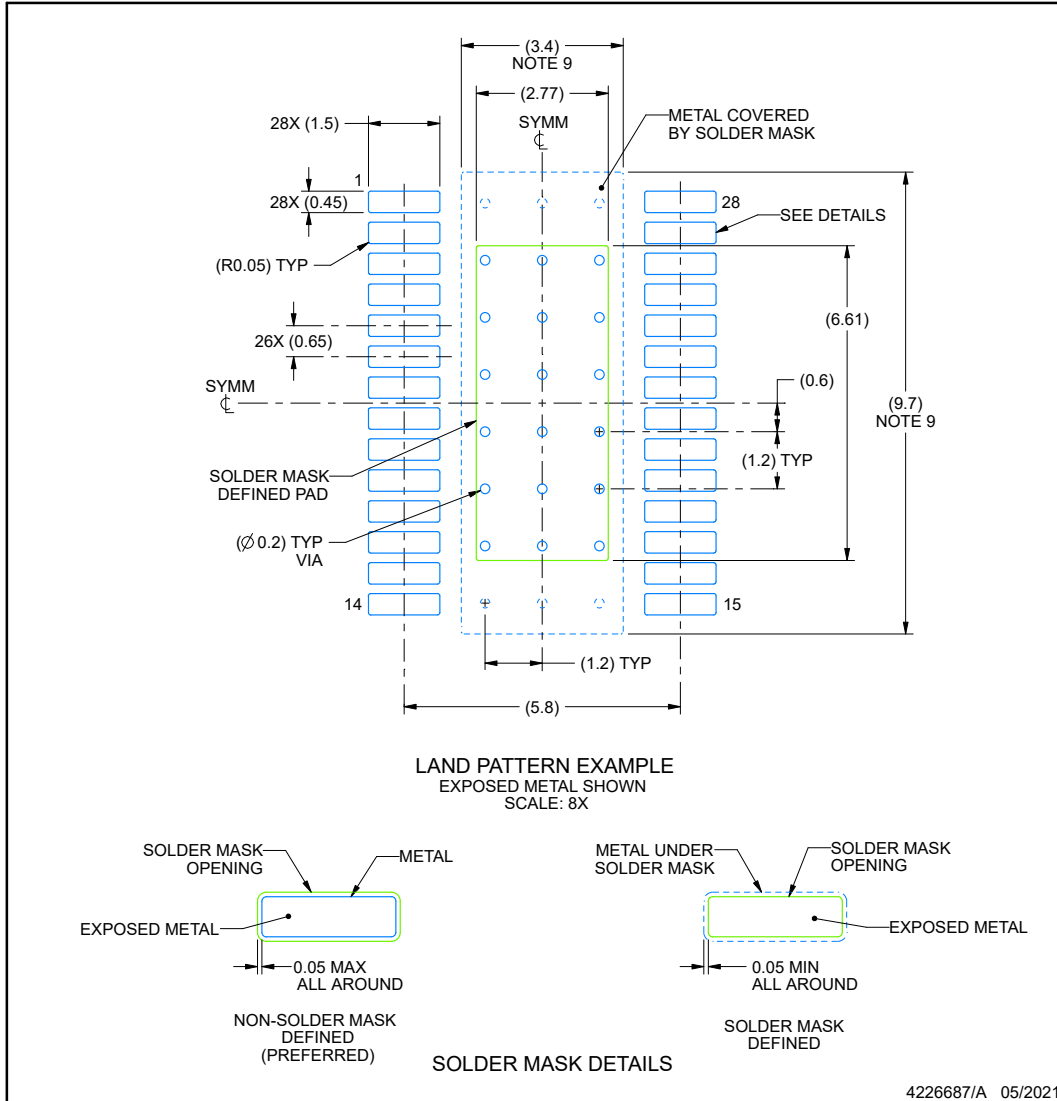 (3.4)
NOTE 9
(2.77)
SYMM
℄
METAL COVERED
BY SOLDER MASK
28X (1.5)
1
28X (0.45)
28
SEE DETAILS
(R0.05) TYP
26X (0.65)
(6.61)
(0.6)
SYMM
℄
(9.7)
NOTE 9
(1.2) TYP
SOLDER MASK
DEFINED PAD
(Ø 0.2) TYP
VIA
14
15
(1.2) TYP
(5.8)
LAND PATTERN EXAMPLE
EXPOSED METAL SHOWN
SCALE: 8X
SOLDER MASK
OPENING
METAL
EXPOSED METAL
0.05 MAX
ALL AROUND
NON-SOLDER MASK
DEFINED
(PREFERRED)
METAL UNDER
SOLDER MASK
SOLDER MASK
OPENING
EXPOSED METAL
0.05 MIN
ALL AROUND
SOLDER MASK
DEFINED
SOLDER MASK DETAILS
4226687/A 05/2021